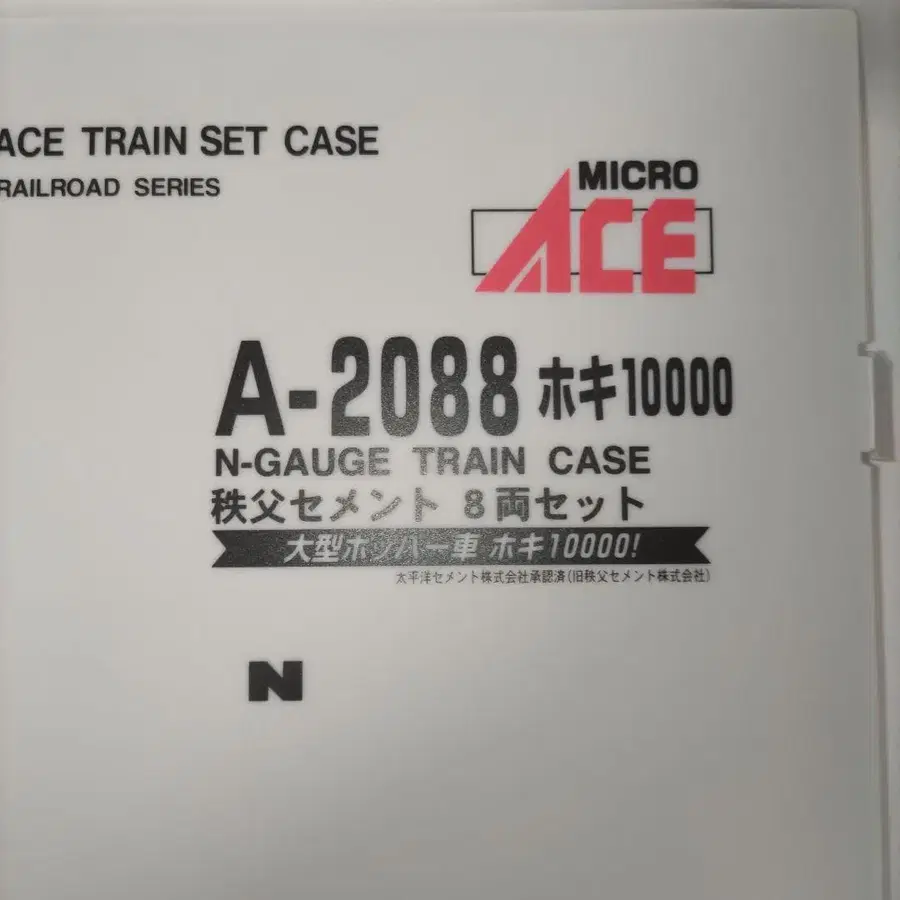 ACE TRAIN SET CASE
RAILROAD SERIES
MICRO
ACE
A-2088 ホキ10000
N-GAUGE TRAIN CASE
秩父セメント 8両セット
大型ホッパー車 ホキ10000!
太平洋セメント株式会社承認済(旧秩父セメント株式会社)
N